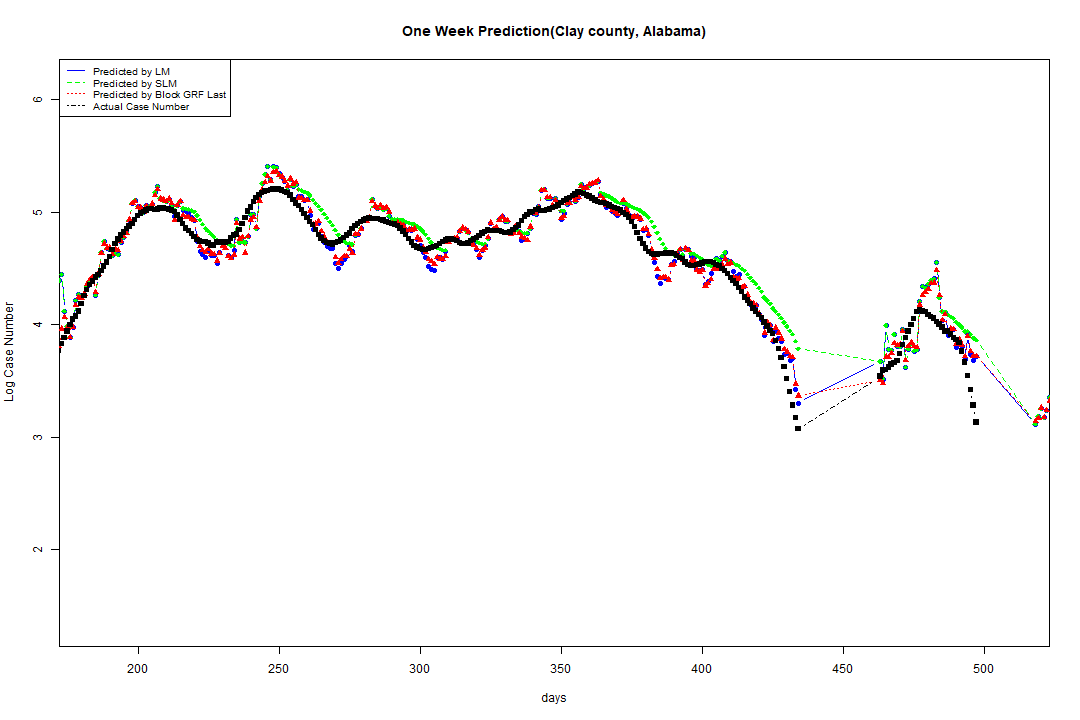 One Week Prediction(Clay county, Alabama)
Predicted by LM
Predicted by SLM
Predicted by Block GRF Last
Actual Case Number
6
5
4
3
2
Log Case Number
200 250 300 350 400 450 500
days